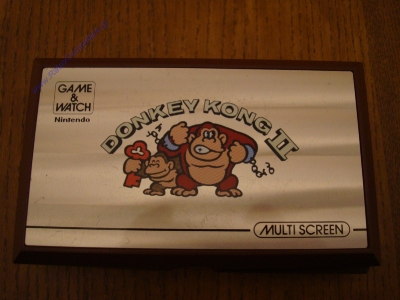 GAME
&
WATCH
Nintendo
DONKEY KONG II
MULTI SCREEN